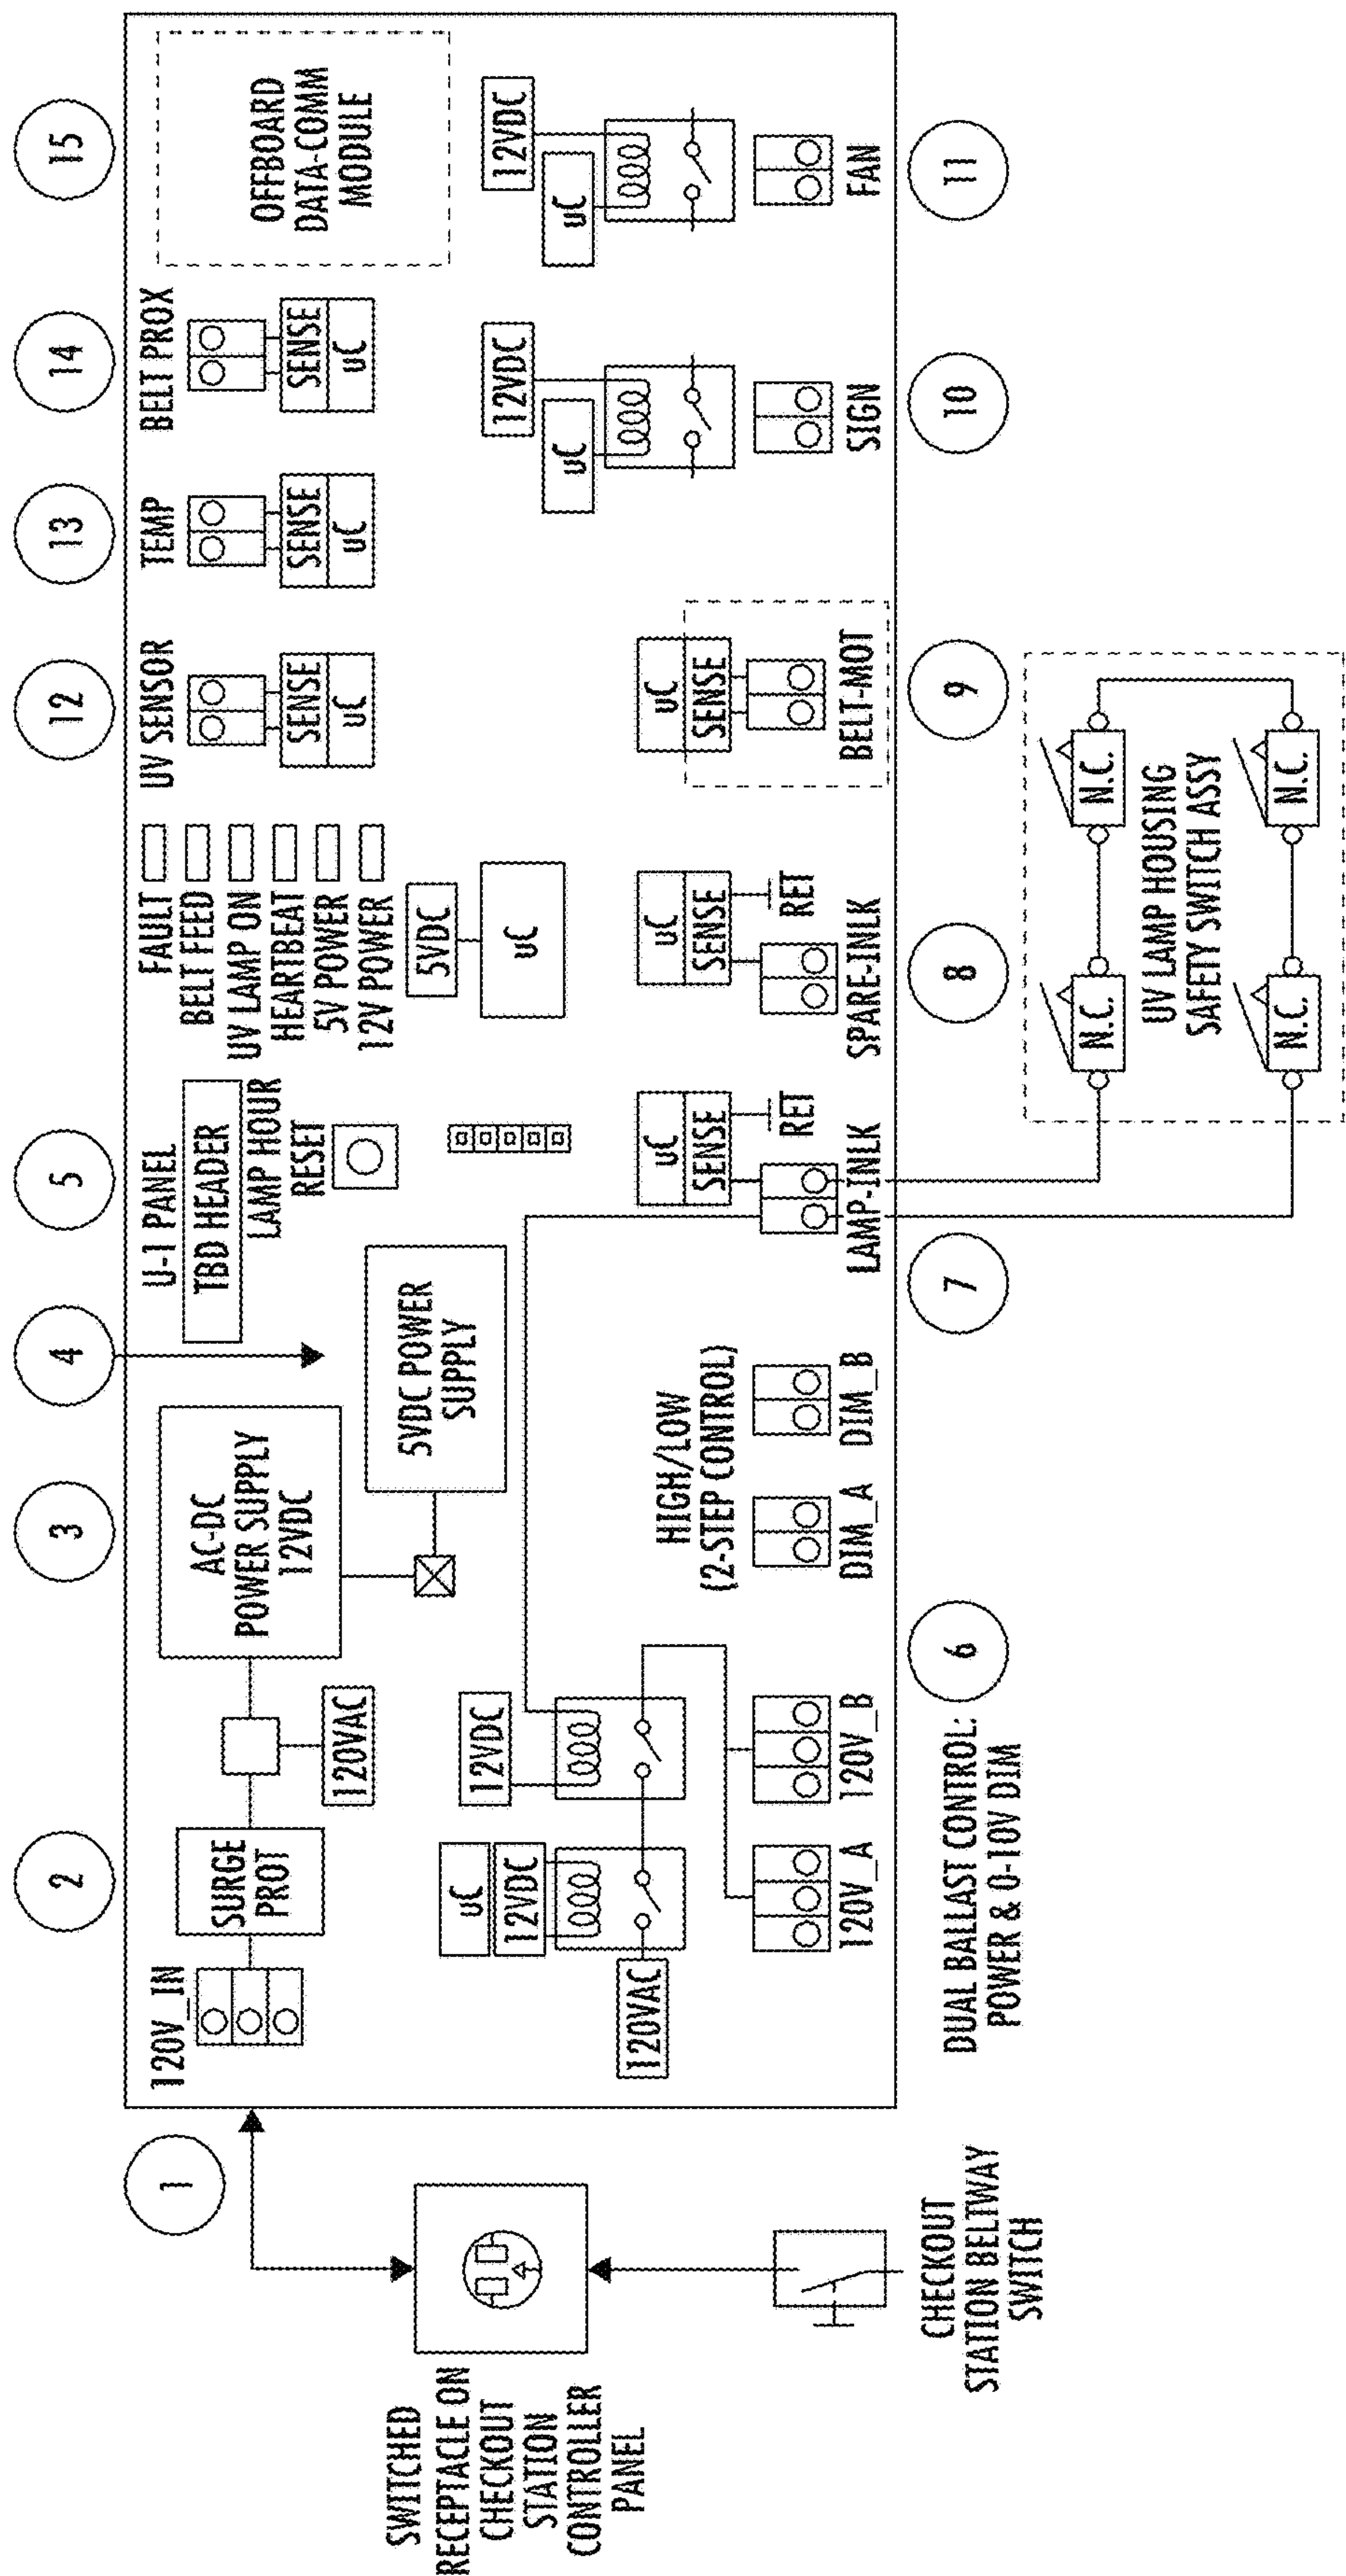 1
2
3
4
5
12
13
14
15
120V_IN
SURGE
PROT
120VAC
AC-DC
POWER SUPPLY
12VDC
5VDC POWER
SUPPLY
U-1 PANEL
TBD HEADER
LAMP HOUR
RESET
FAULT
BELT FEED
UV LAMP ON
HEARTBEAT
5V POWER
12V POWER
5VDC
uC
UV SENSOR
SENSE
uC
TEMP
SENSE
uC
BELT PROX
SENSE
uC
OFFBOARD
DATA-COMM
MODULE
uC
12VDC
120VAC
12VDC
120V_A
120V_B
HIGH/LOW
(2-STEP CONTROL)
DIM_A
DIM_B
uC
SENSE
RET
LAMP-INLK
uC
SENSE
RET
SPARE-INLK
uC
SENSE
BELT-MOT
12VDC
uC
SIGN
12VDC
uC
FAN
6
7
8
9
10
11
DUAL BALLAST CONTROL:
POWER & 0-10V DIM
N.C.
N.C.
UV LAMP HOUSING
SAFETY SWITCH ASSY
N.C.
N.C.
SWITCHED
RECEPTACLE ON
CHECKOUT
STATION
CONTROLLER
PANEL
CHECKOUT
STATION BELTWAY
SWITCH